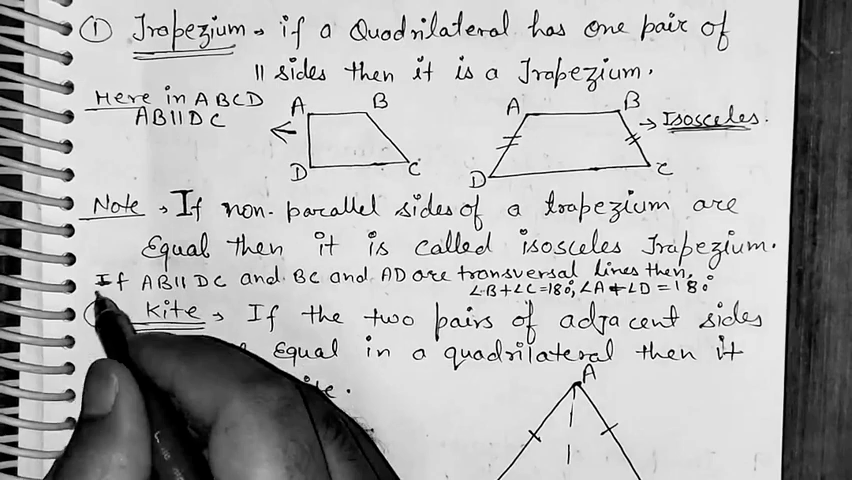 ① Trapezium → if a Quadrilateral has one pair of
|| sides then it is a Trapezium.
Here in ABCD
AB||DC
A B
D C
A B
D C
→ Isosceles.
Note → If non-parallel sides of a trapezium are
Equal then it is called isosceles Trapezium.
If AB||DC and BC and AD are transversal lines then,
∠B+∠C=180°, ∠A+∠D=180°
Kite → If the two pairs of adjacent sides
Equal in a quadrilateral then it
A